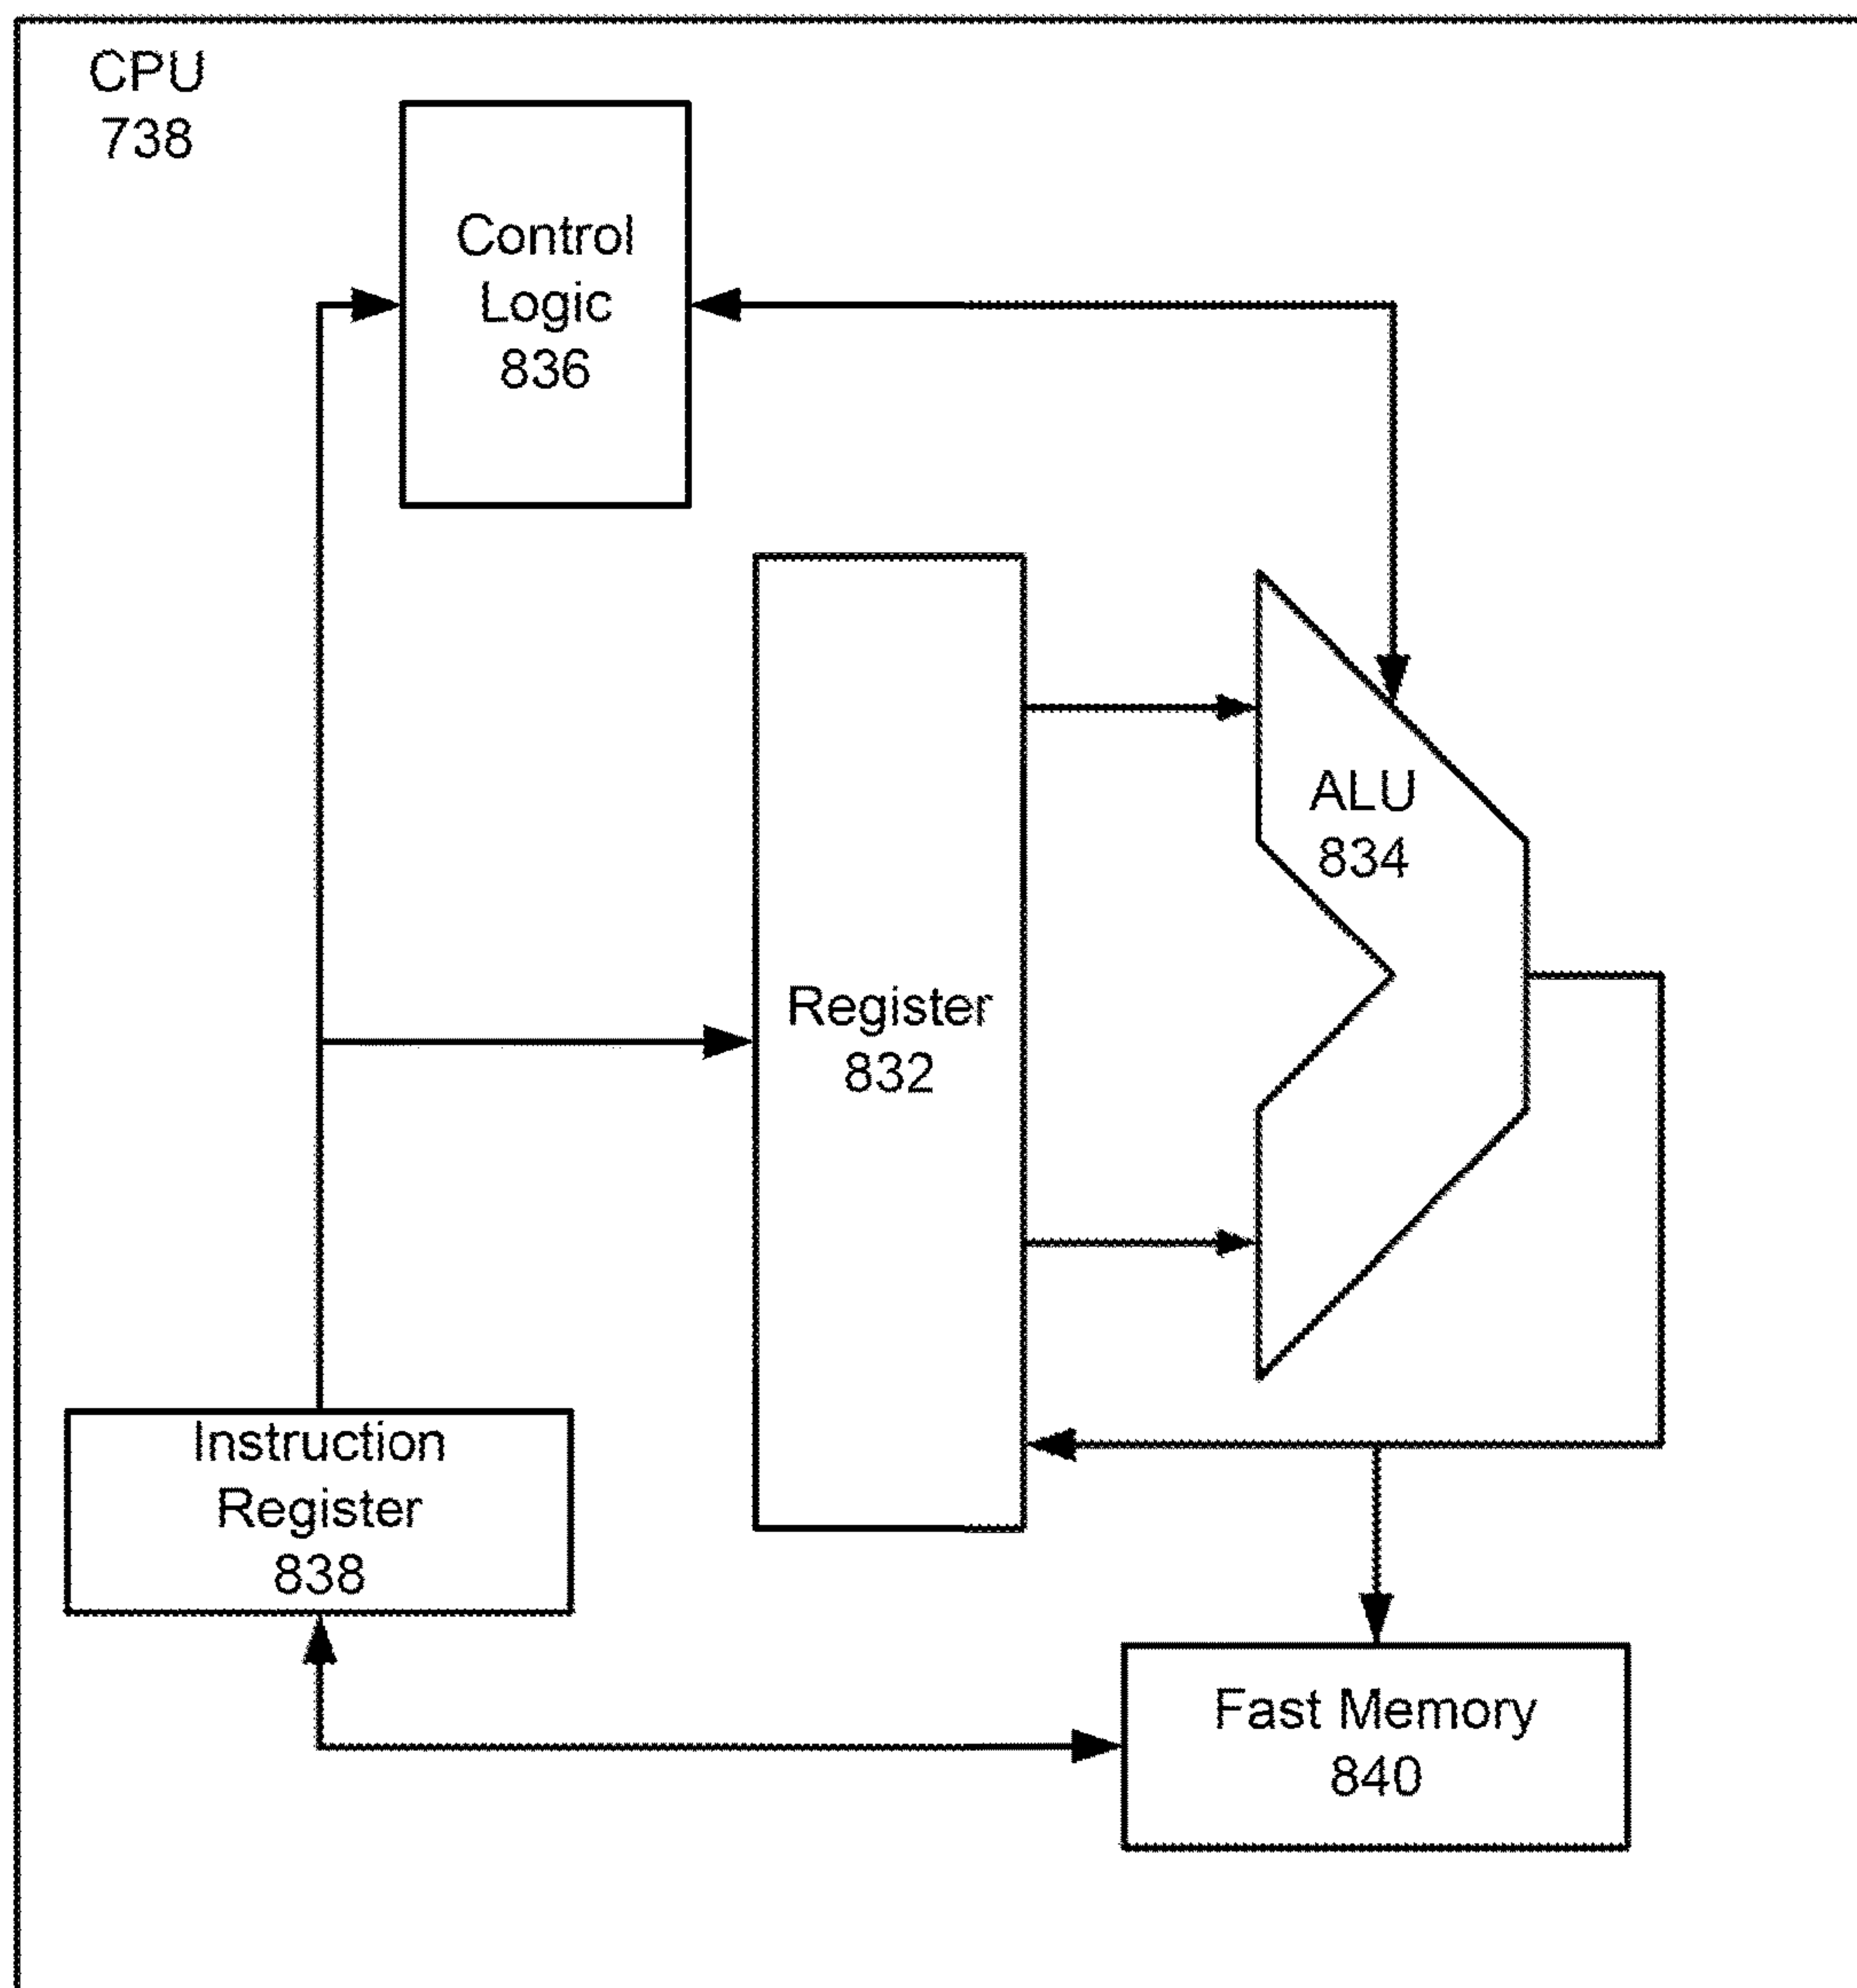 CPU
738
Control
Logic
836
ALU
834
Register
832
Instruction
Register
838
Fast Memory
840